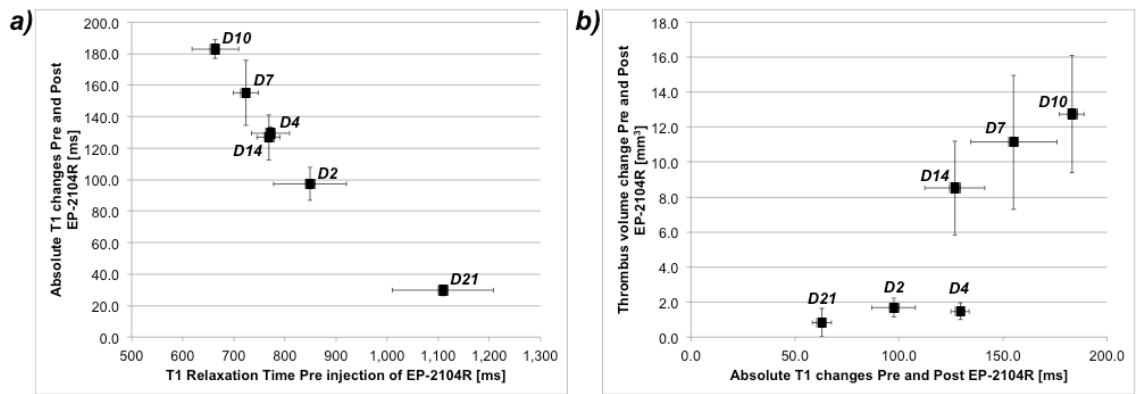 a)
Absolute T1 changes Pre and Post
EP-2104R [ms]
200.0
180.0
160.0
140.0
120.0
100.0
80.0
60.0
40.0
20.0
0.0
D10
D7
D4
D14
D2
D21
500 600 700 800 900 1,000 1,100 1,200 1,300
T1 Relaxation Time Pre injection of EP-2104R [ms]
b)
Thrombus volume change Pre and Post
EP-2104R [mm³]
18.0
16.0
14.0
12.0
10.0
8.0
6.0
4.0
2.0
0.0
D10
D7
D14
D21
D2
D4
0.0 50.0 100.0 150.0 200.0
Absolute T1 changes Pre and Post EP-2104R [ms]